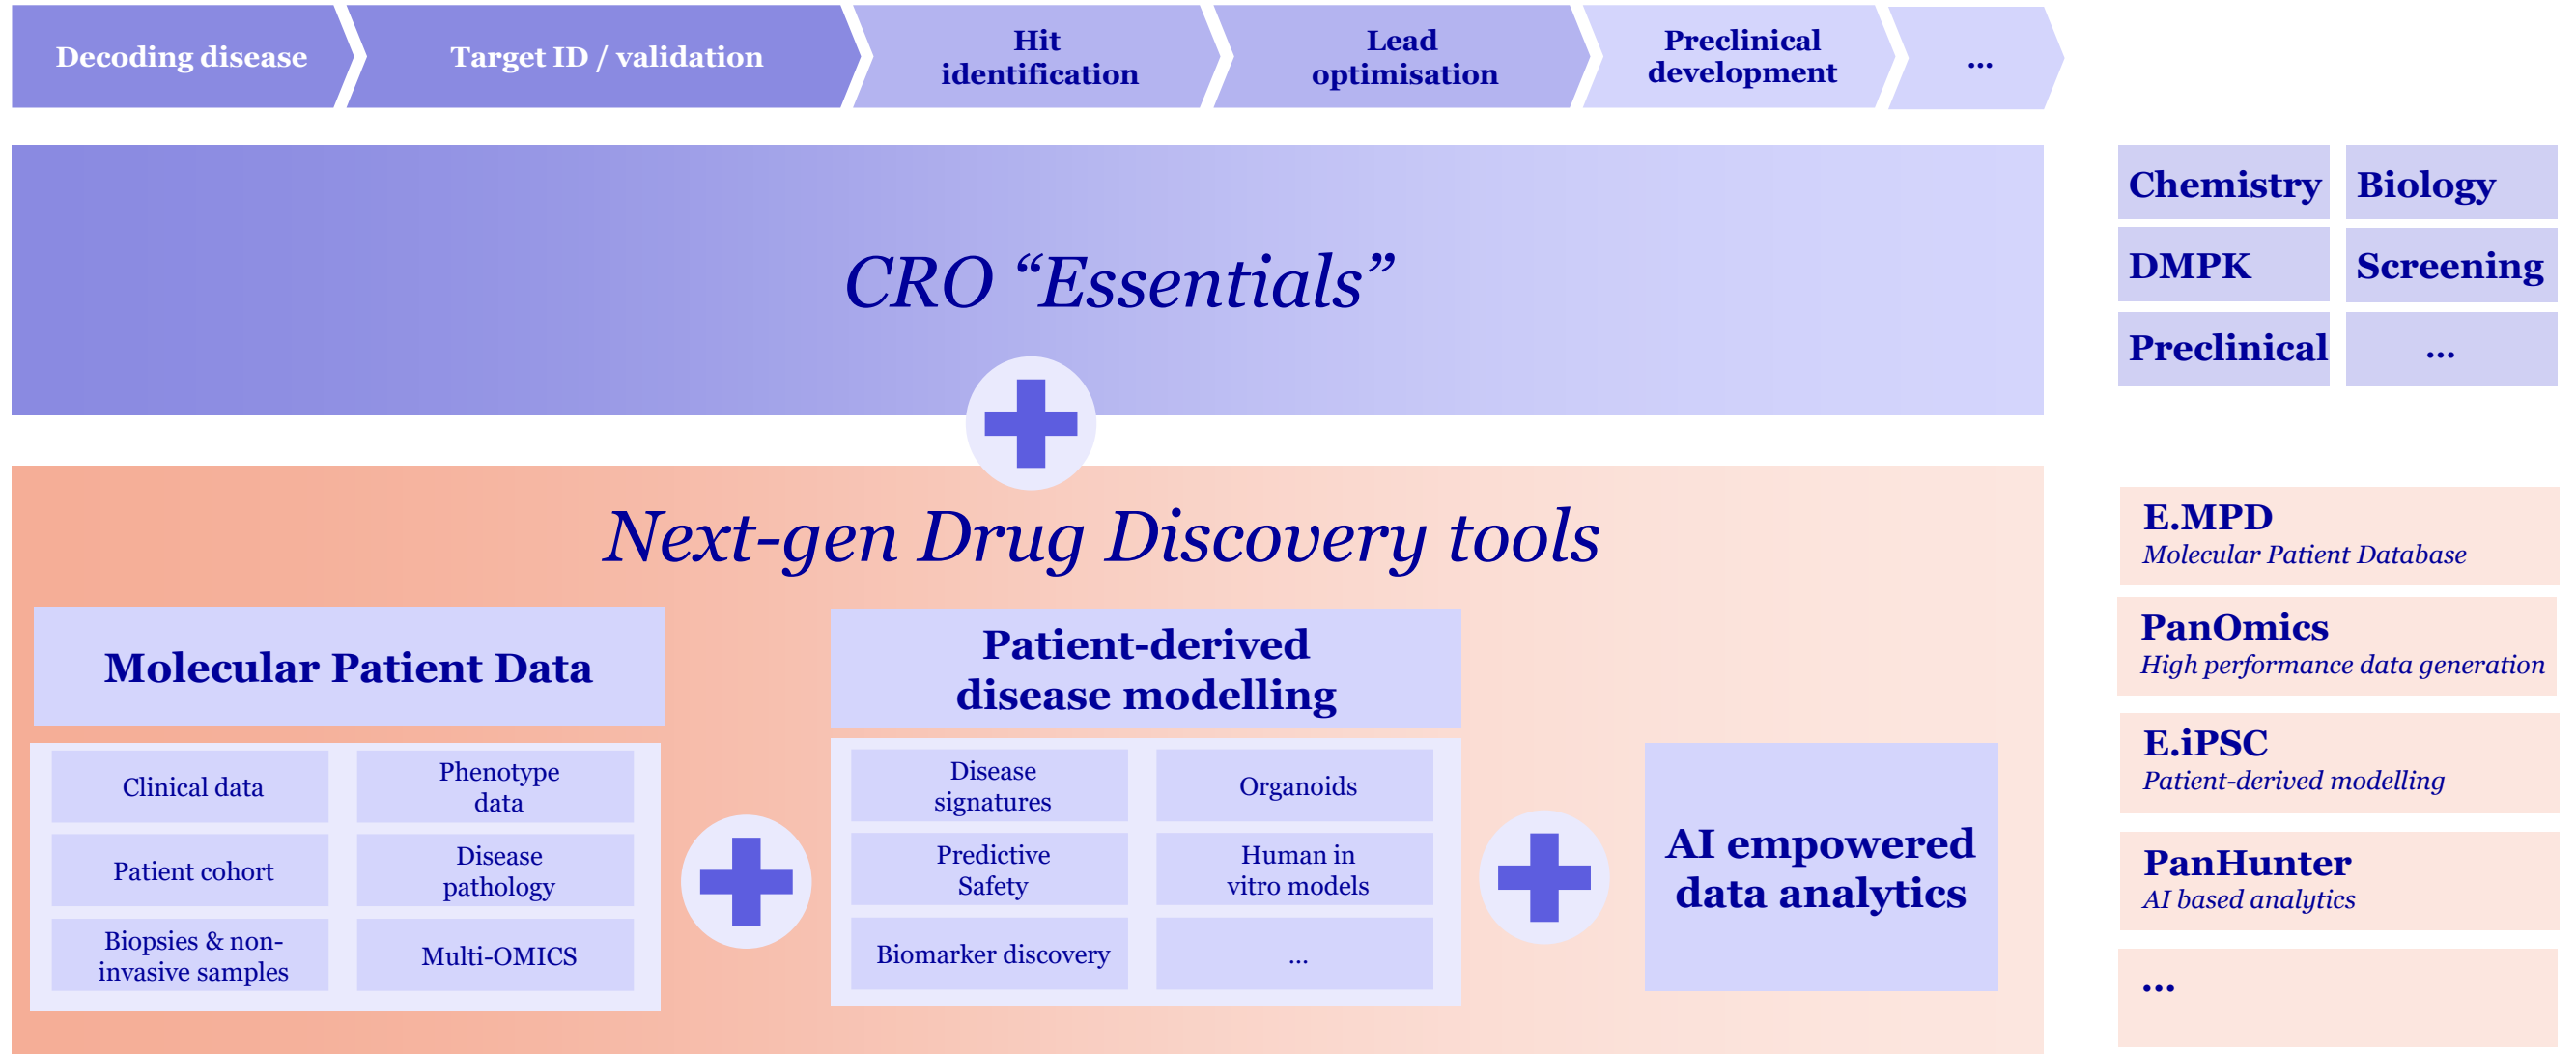 Decoding disease
Target ID / validation
Hit
identification
Lead
optimisation
Preclinical
development
...
CRO “Essentials”
Chemistry
Biology
DMPK
Screening
Preclinical
...
Next-gen Drug Discovery tools
Molecular Patient Data
Clinical data
Phenotype
data
Patient cohort
Disease
pathology
Biopsies & non-
invasive samples
Multi-OMICS
Patient-derived
disease modelling
Disease
signatures
Organoids
Predictive
Safety
Human in
vitro models
Biomarker discovery
...
AI empowered
data analytics
E.MPD
Molecular Patient Database
PanOmics
High performance data generation
E.iPSC
Patient-derived modelling
PanHunter
AI based analytics
...